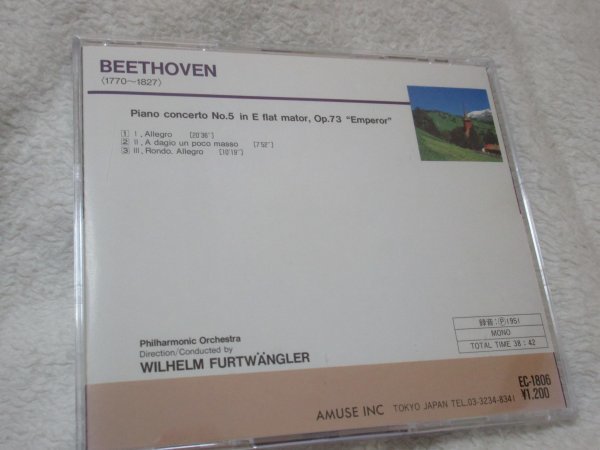 BEETHOVEN
(1770〜1827)
Piano concerto No.5 in E flat mator, Op.73 "Emperor"
1 I, Allegro [20'36"]
2 II, A dagio un poco masso [7'52"]
3 III, Rondo. Allegro [10'19"]
録音:Ⓟ1951
MONO
TOTAL TIME 38:42
Philharmonic Orchestra
Direction/Conducted by
WILHELM FURTWÄNGLER
EC-1806
¥1,200
AMUSE INC TOKYO JAPAN TEL.03-3234-8341